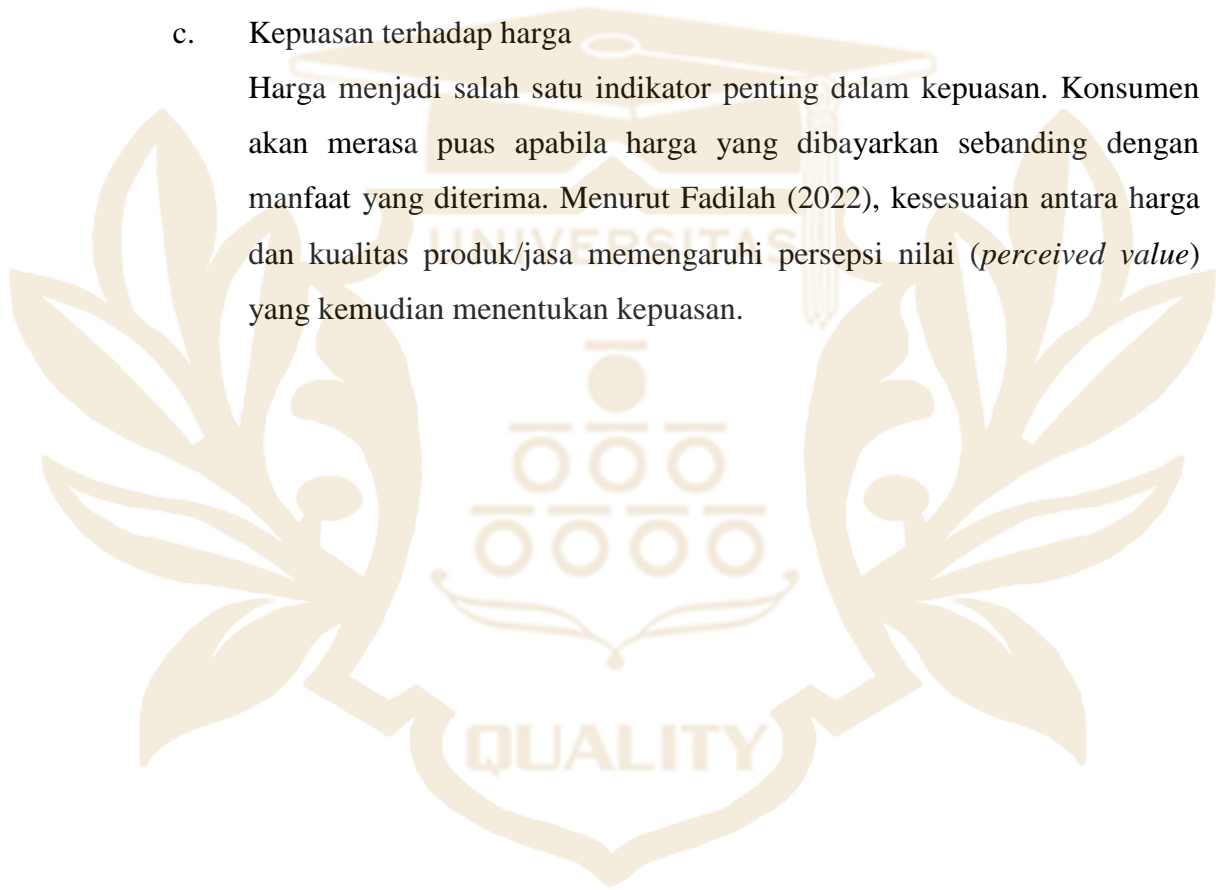 c. Kepuasan terhadap harga
Harga menjadi salah satu indikator penting dalam kepuasan. Konsumen
akan merasa puas apabila harga yang dibayarkan sebanding dengan
manfaat yang diterima. Menurut Fadilah (2022), kesesuaian antara harga
UNIVERSITAS
dan kualitas produk/jasa memengaruhi persepsi nilai (perceived value)
yang kemudian menentukan kepuasan.
QUALITY